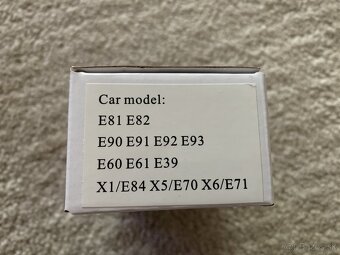 Car model:
E81 E82
E90 E91 E92 E93
E60 E61 E39
X1/E84 X5/E70 X6/E71